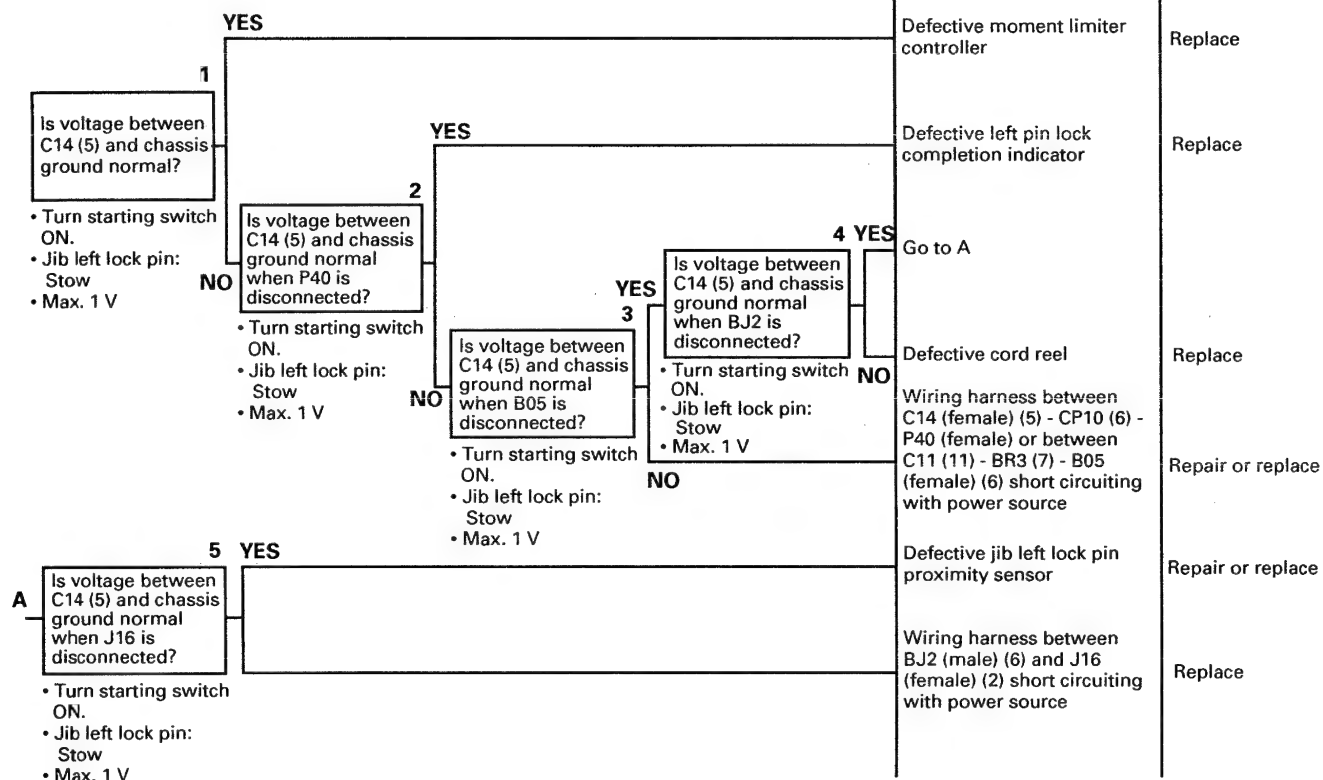 YES
Defective moment limiter
controller
Replace
1
Is voltage between
C14 (5) and chassis
ground normal?
• Turn starting switch
ON.
• Jib left lock pin:
Stow
• Max. 1 V
YES
Defective left pin lock
completion indicator
Replace
2
NO
Is voltage between
C14 (5) and chassis
ground normal
when P40 is
disconnected?
• Turn starting switch
ON.
• Jib left lock pin:
Stow
• Max. 1 V
4 YES
Go to A
YES
3
NO
Is voltage between
C14 (5) and chassis
ground normal
when B05 is
disconnected?
• Turn starting switch
ON.
• Jib left lock pin:
Stow
• Max. 1 V
Is voltage between
C14 (5) and chassis
ground normal
when BJ2 is
disconnected?
• Turn starting switch
ON.
• Jib left lock pin:
Stow
• Max. 1 V
NO
Defective cord reel
Replace
NO
Wiring harness between
C14 (female) (5) - CP10 (6) -
P40 (female) or between
C11 (11) - BR3 (7) - B05
(female) (6) short circuiting
with power source
Repair or replace
5 YES
Defective jib left lock pin
proximity sensor
Repair or replace
A
Is voltage between
C14 (5) and chassis
ground normal
when J16 is
disconnected?
• Turn starting switch
ON.
• Jib left lock pin:
Stow
• Max. 1 V
Wiring harness between
BJ2 (male) (6) and J16
(female) (2) short circuiting
with power source
Replace